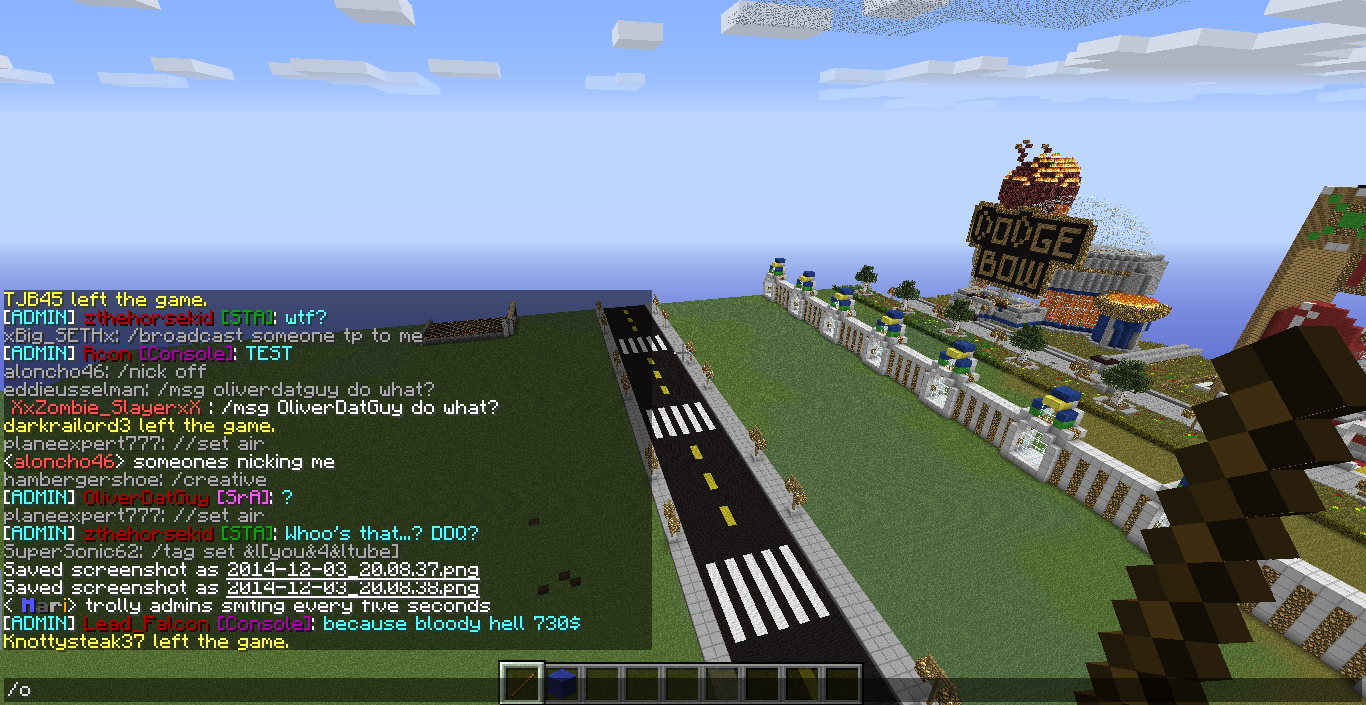 DODGE
BOW
TJB45 left the game.
[ADMIN] zthehorsekid [STA]: wtf?
xBig_SETHx: /broadcast someone tp to me
[ADMIN] Rcon [Console]: TEST
aloncho46: /nick off
eddieusselman: /msg oliverdatguy do what?
XxZombie_SlayerxX : /msg OliverDatGuy do what?
darkrailord3 left the game.
planeexpert777: //set air
<aloncho46> someones nicking me
hambergershoe: /creative
[ADMIN] OliverDatGuy [SrA]: ?
planeexpert777: //set air
[ADMIN] zthehorsekid [STA]: Whoo's that...? DDQ?
SuperSonic62: /tag set &l[you&4&ltube]
Saved screenshot as 2014-12-03_20.08.37.png
Saved screenshot as 2014-12-03_20.08.38.png
< Mari> trolly admins smiting every five seconds
[ADMIN] Lead_Falcon [Console]: because bloody hell 730$
Knottysteak37 left the game.
/o